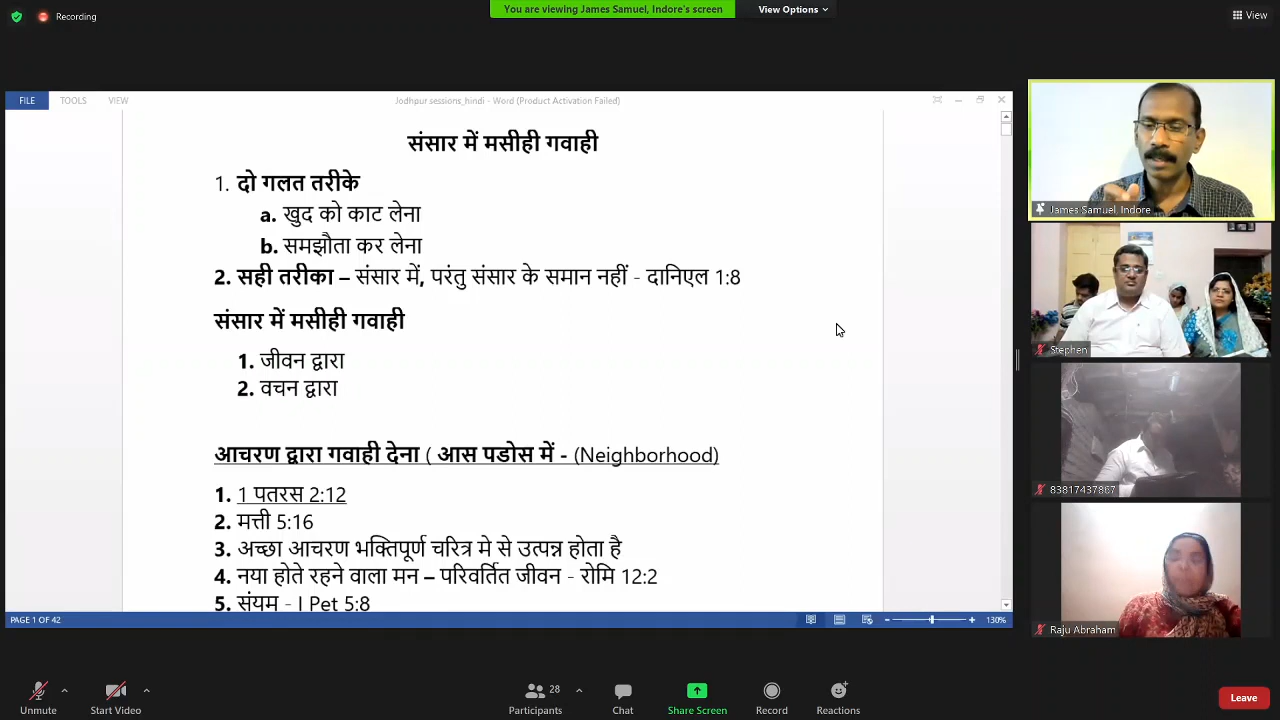 Recording
You are viewing James Samuel, Indore's screen
View Options
View
FILE TOOLS VIEW
Jodhpur sessions_hindi - Word (Product Activation Failed)
संसार में मसीही गवाही
1. दो गलत तरीके
a. खुद को काट लेना
b. समझौता कर लेना
2. सही तरीका – संसार में, परंतु संसार के समान नहीं - दानिएल 1:8
संसार में मसीही गवाही
1. जीवन द्वारा
2. वचन द्वारा
आचरण द्वारा गवाही देना ( आस पडोस में - (Neighborhood)
1. 1 पतरस 2:12
2. मत्ती 5:16
3. अच्छा आचरण भक्तिपूर्ण चरित्र मे से उत्पन्न होता है
4. नया होते रहने वाला मन – परिवर्तित जीवन - रोमि 12:2
5. संयम - I Pet 5:8
PAGE 1 OF 42
130%
James Samuel, Indore
Stephen
83817437867
Raju Abraham
Unmute
Start Video
28
Participants
Chat
Share Screen
Record
Reactions
Leave